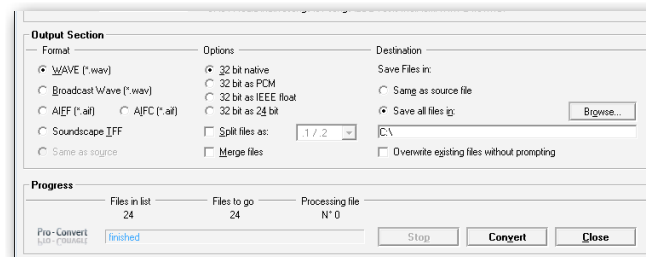 Output Section
Format
WAVE (*.wav)
Broadcast Wave (*.wav)
AIFF (*.aif)
AIFC (*.aif)
Soundscape TFF
Same as source
Options
32 bit native
32 bit as PCM
32 bit as IEEE float
32 bit as 24 bit
Split files as:
.1 / .2
Merge files
Destination
Save Files in:
Same as source file
Save all files in:
Browse...
C:\
Overwrite existing files without prompting
Progress
Files in list
24
Files to go
24
Processing file
N° 0
Pro-Convert
finished
Stop
Convert
Close